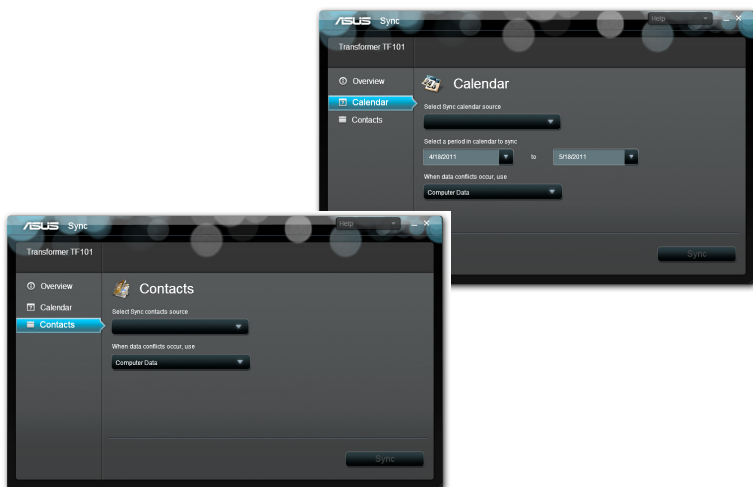 ASUS Sync Help
Transformer TF101
Overview
Calendar
Contacts
Calendar
Select Sync calendar source
Select a period in calendar to sync
4/18/2011 to 5/18/2011
When data conflicts occur, use
Computer Data
Sync
ASUS Sync Help
Transformer TF101
Overview
Calendar
Contacts
Contacts
Select Sync contacts source
When data conflicts occur, use
Computer Data
Sync